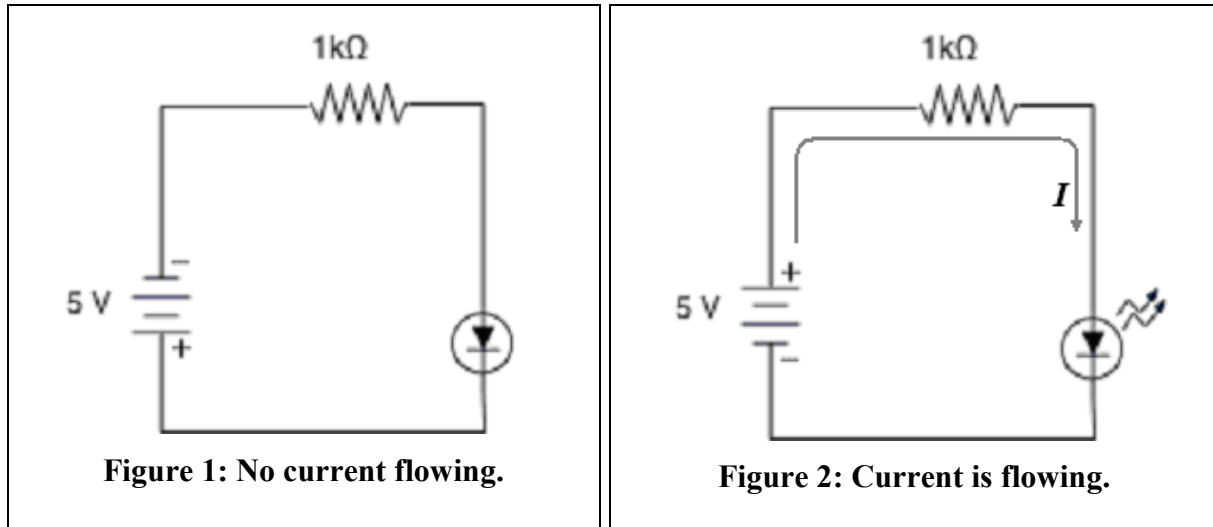 1kΩ
−
5 V
+
Figure 1: No current flowing.
1kΩ
I
+
5 V
−
Figure 2: Current is flowing.